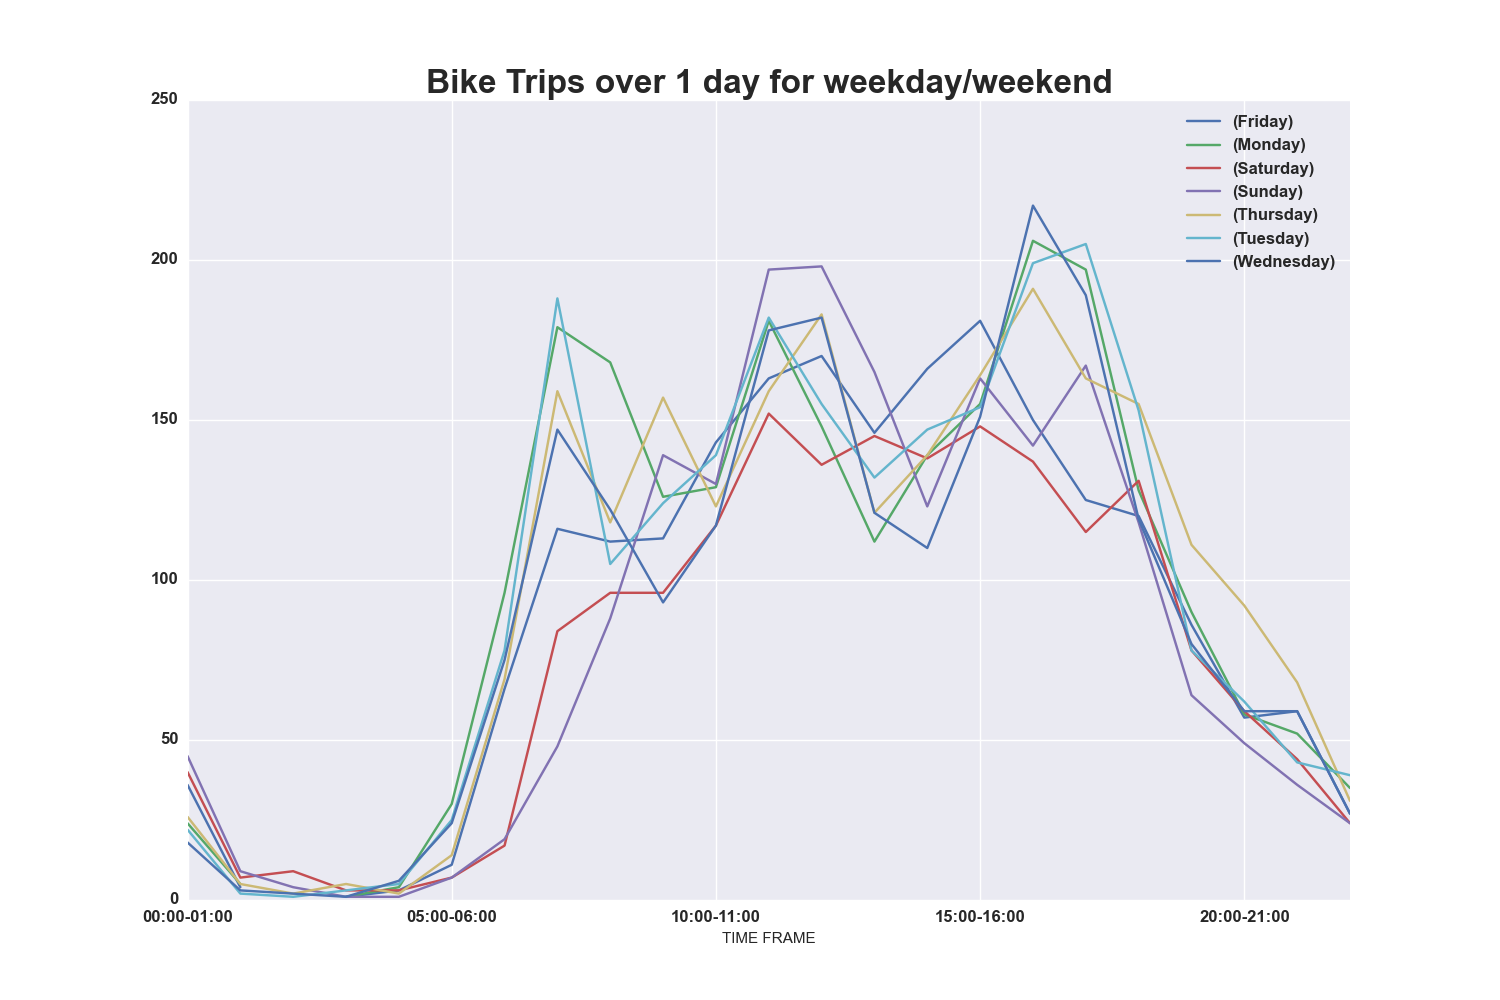 Bike Trips over 1 day for weekday/weekend
250
200
150
100
50
0
(Friday)
(Monday)
(Saturday)
(Sunday)
(Thursday)
(Tuesday)
(Wednesday)
00:00-01:00 05:00-06:00 10:00-11:00 15:00-16:00 20:00-21:00
TIME FRAME